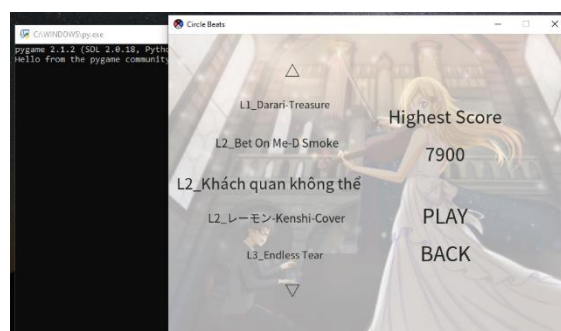 C:\WINDOWS\py.exe
pygame 2.1.2 (SDL 2.0.18, Pytho
Hello from the pygame community
Circle Beats
L1_Darari-Treasure
L2_Bet On Me-D Smoke
L2_Khách quan không thể
L2_レーモン-Kenshi-Cover
L3_Endless Tear
Highest Score
7900
PLAY
BACK